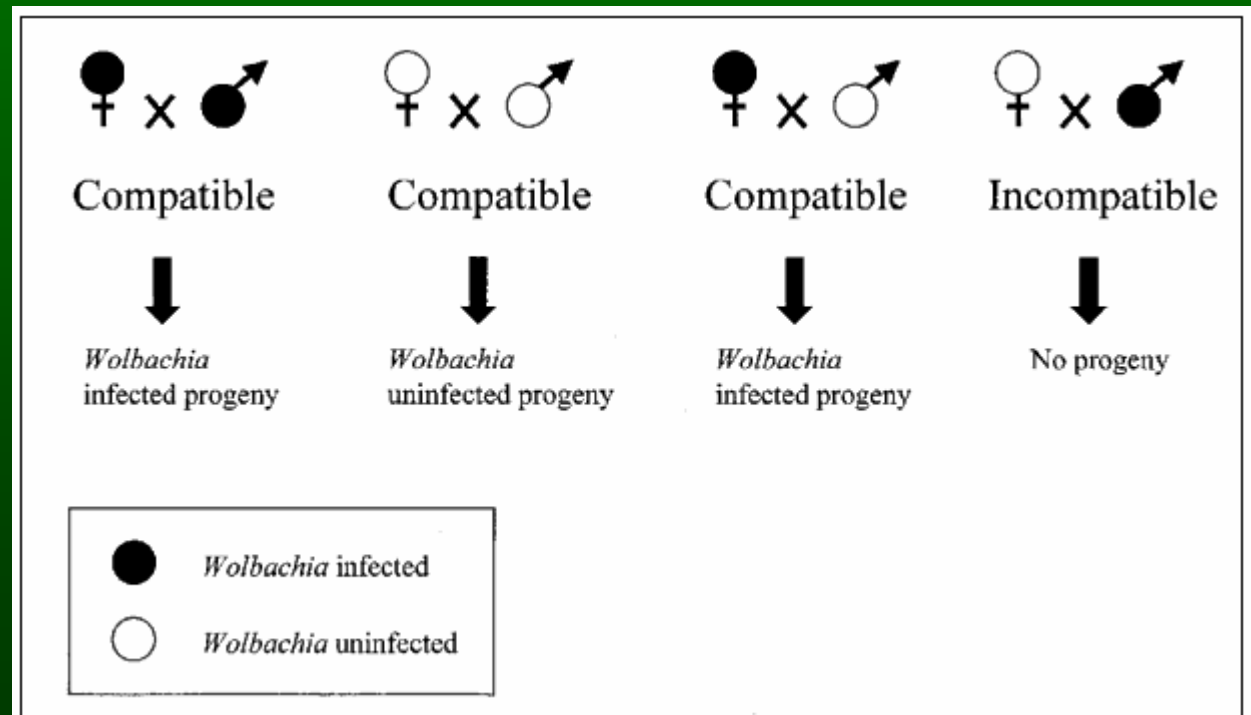 Compatible Compatible Compatible Incompatible
Wolbachia Wolbachia Wolbachia No progeny
infected progeny uninfected progeny infected progeny
Wolbachia infected
Wolbachia uninfected